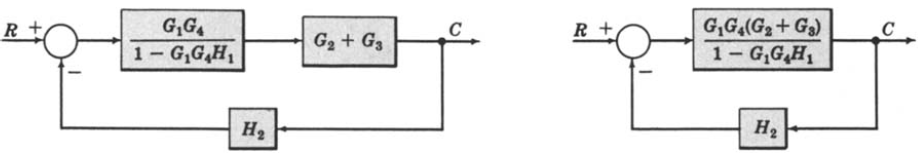 R + G₁G₄ / 1 − G₁G₄H₁ G₂ + G₃ C
−
H₂
R + G₁G₄(G₂ + G₃) / 1 − G₁G₄H₁ C
−
H₂